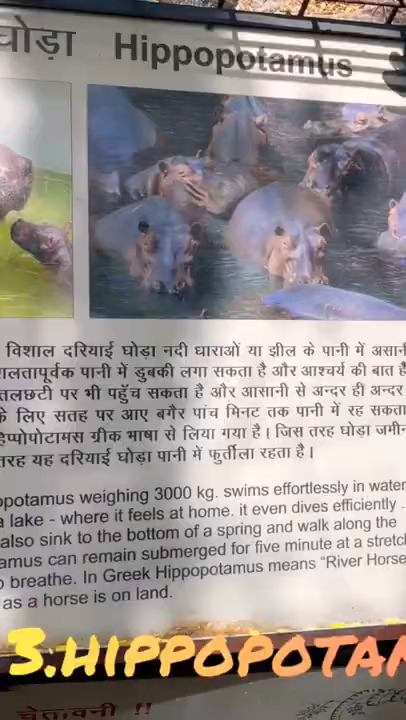 घोड़ा Hippopotamus
विशाल दरियाई घोड़ा नदी धाराओं या झील के पानी में असानी
पूर्वक पानी में डुबकी लगा सकता है और आश्चर्य की बात है
तलछटी पर भी पहुँच सकता है और आसानी से अन्दर ही अन्दर
के लिए सतह पर आए बगैर पांच मिनट तक पानी में रह सकता
हिप्पोपोटामस ग्रीक भाषा से लिया गया है। जिस तरह घोड़ा जमीन
तरह यह दरियाई घोड़ा पानी में फुर्तीला रहता है।
opotamus weighing 3000 kg. swims effortlessly in water
a lake - where it feels at home. it even dives efficiently .
also sink to the bottom of a spring and walk along the
amus can remain submerged for five minute at a stretch
o breathe. In Greek Hippopotamus means “River Horse
as a horse is on land.
3.HIPPOPOTAM
चेतावनी !!